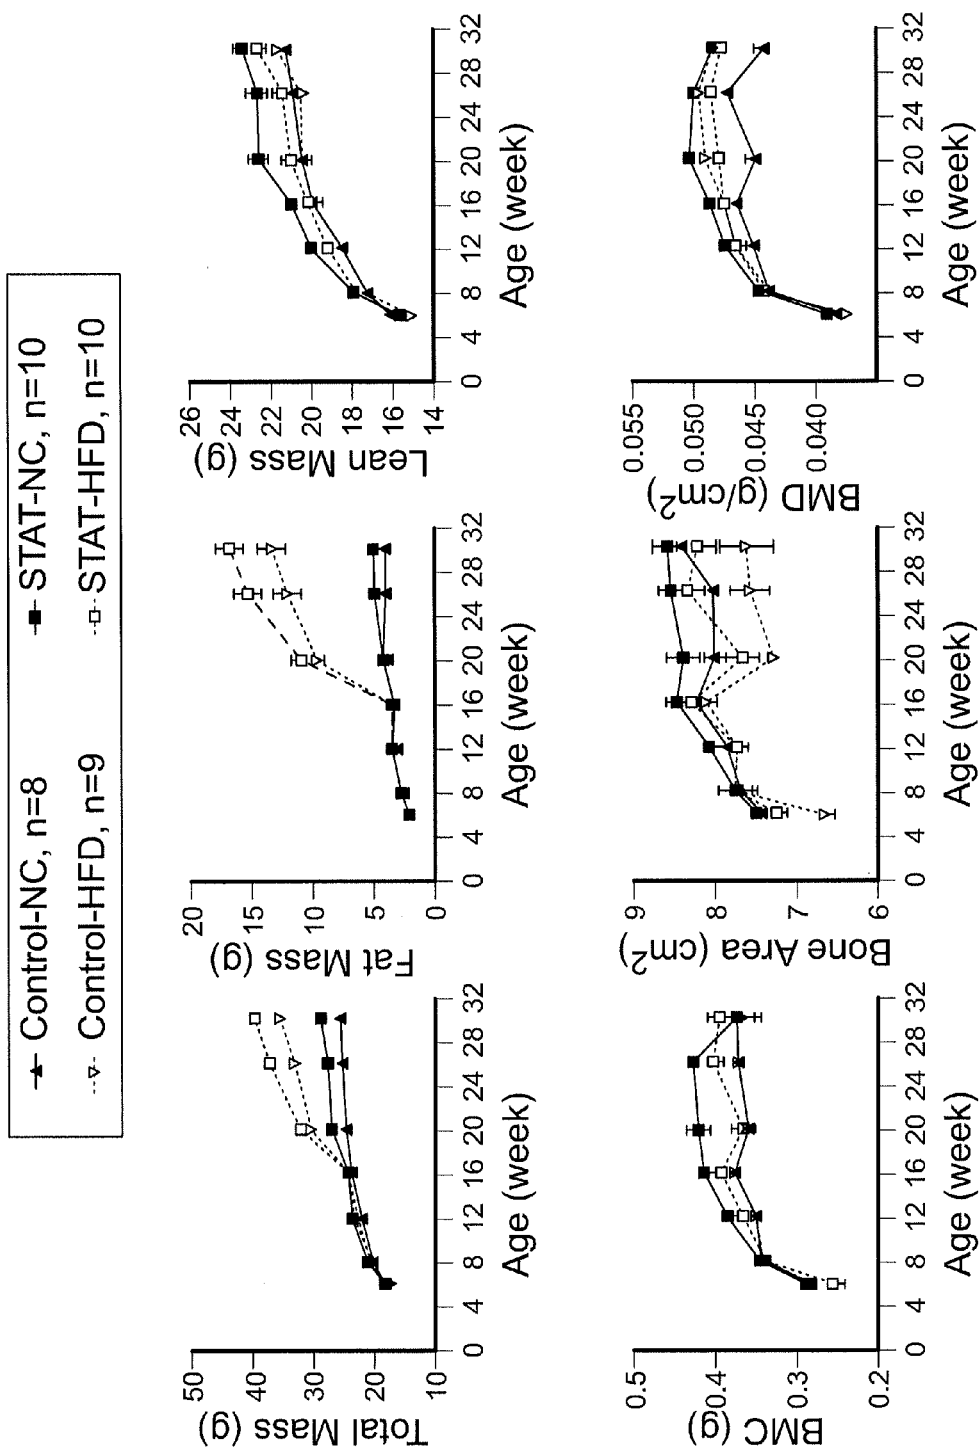 Control-NC, n=8
STAT-NC, n=10
Control-HFD, n=9
STAT-HFD, n=10
Total Mass (g)
50
40
30
20
10
0 4 8 12 16 20 24 28 32
Age (week)
Fat Mass (g)
20
15
10
5
0
0 4 8 12 16 20 24 28 32
Age (week)
Lean Mass (g)
26
24
22
20
18
16
14
0 4 8 12 16 20 24 28 32
Age (week)
BMC (g)
0.5
0.4
0.3
0.2
0 4 8 12 16 20 24 28 32
Age (week)
Bone Area (cm²)
9
8
7
6
0 4 8 12 16 20 24 28 32
Age (week)
BMD (g/cm²)
0.055
0.050
0.045
0.040
0 4 8 12 16 20 24 28 32
Age (week)